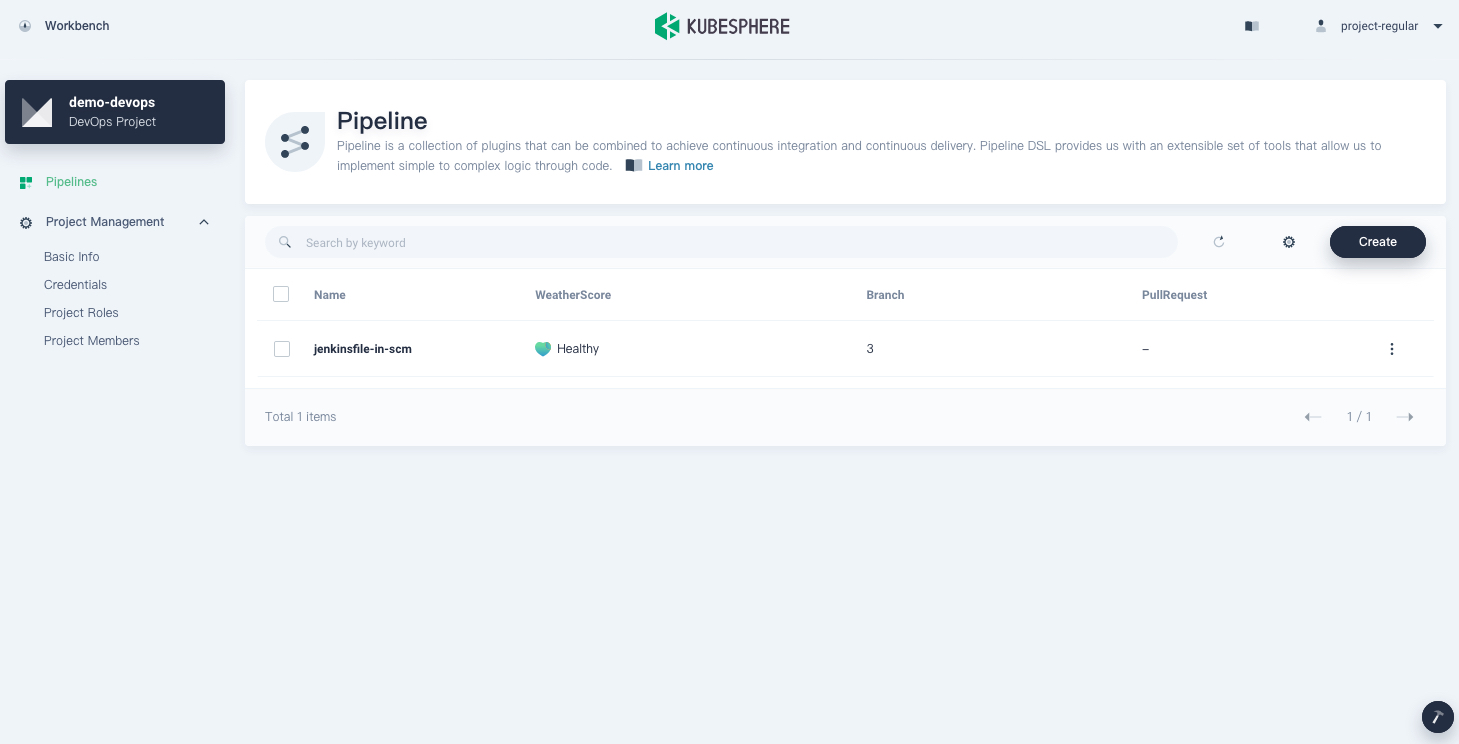 Workbench
KUBESPHERE
project-regular
demo-devops
DevOps Project
Pipelines
Project Management
Basic Info
Credentials
Project Roles
Project Members
Pipeline
Pipeline is a collection of plugins that can be combined to achieve continuous integration and continuous delivery. Pipeline DSL provides us with an extensible set of tools that allow us to
implement simple to complex logic through code. Learn more
Search by keyword
Create
Name WeatherScore Branch PullRequest
jenkinsfile-in-scm Healthy 3 –
Total 1 items
1 / 1